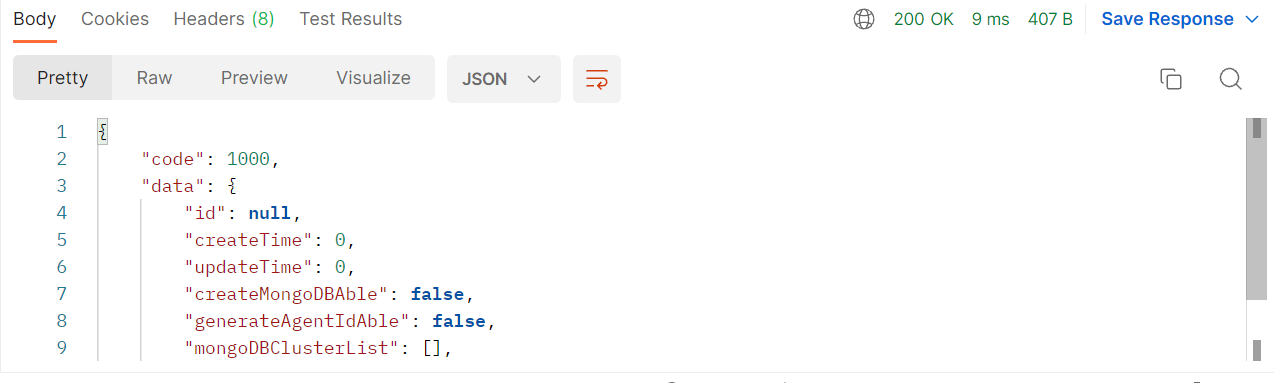 Body Cookies Headers (8) Test Results 200 OK 9 ms 407 B Save Response
Pretty Raw Preview Visualize JSON
1 {
2 "code": 1000,
3 "data": {
4 "id": null,
5 "createTime": 0,
6 "updateTime": 0,
7 "createMongoDBAble": false,
8 "generateAgentIdAble": false,
9 "mongoDBClusterList": [],